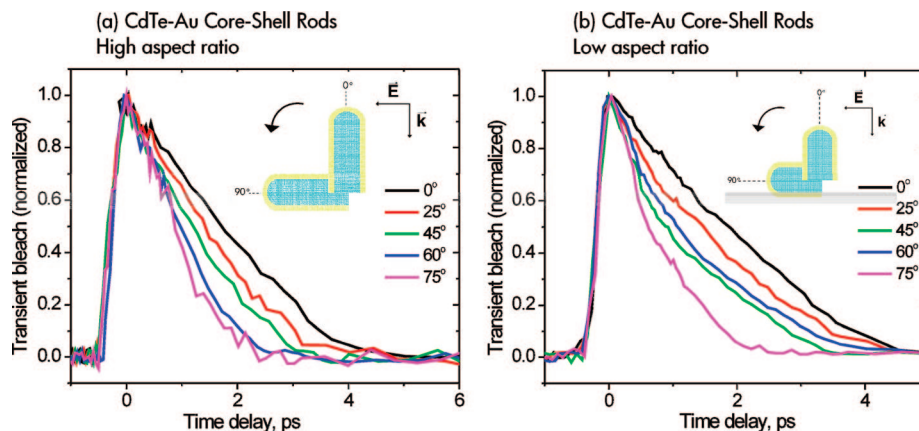 (a) CdTe-Au Core-Shell Rods
High aspect ratio
Transient bleach (normalized)
1.0
0.8
0.6
0.4
0.2
0.0
0
2
4
6
Time delay, ps
0°
90°
E
k
0°
25°
45°
60°
75°
(b) CdTe-Au Core-Shell Rods
Low aspect ratio
Transient bleach (normalized)
1.0
0.8
0.6
0.4
0.2
0.0
0
2
4
Time delay, ps
0°
90°
E
k
0°
25°
45°
60°
75°